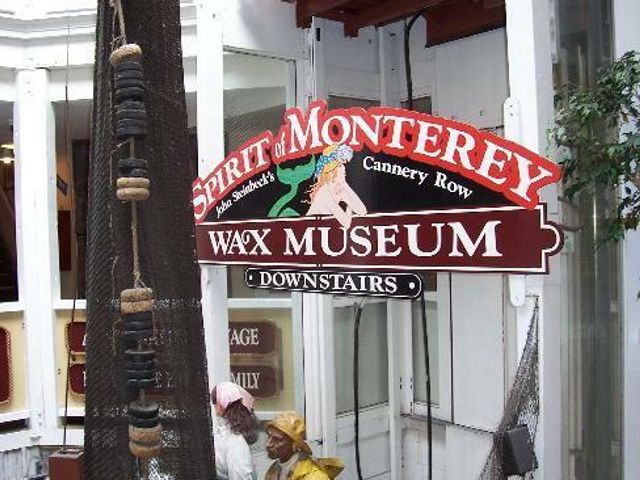 SPIRIT of MONTEREY
John Steinbeck's
Cannery Row
WAX MUSEUM
DOWNSTAIRS
AGE
MILY